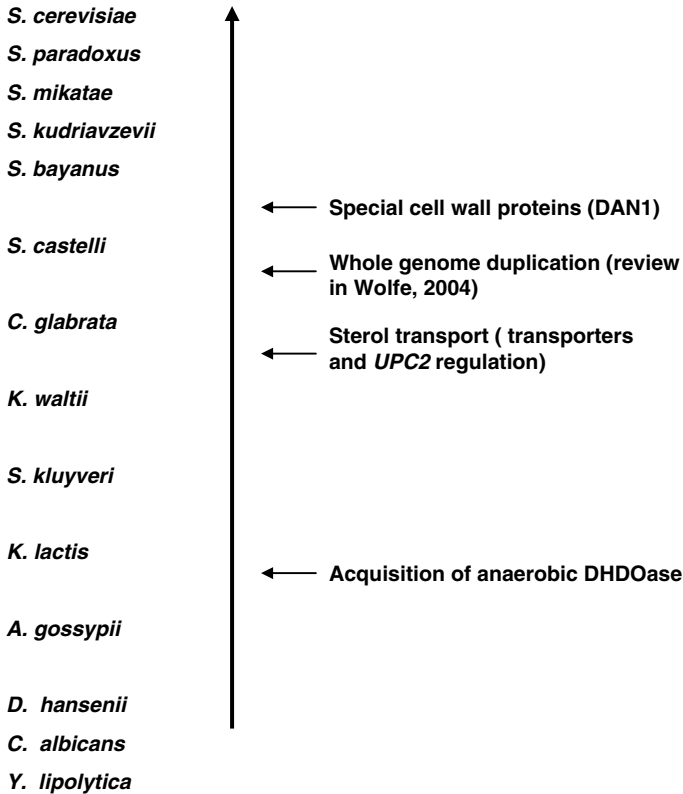 S. cerevisiae
S. paradoxus
S. mikatae
S. kudriavzevii
S. bayanus
Special cell wall proteins (DAN1)
S. castelli
Whole genome duplication (review
in Wolfe, 2004)
C. glabrata
Sterol transport ( transporters
and UPC2 regulation)
K. waltii
S. kluyveri
K. lactis
Acquisition of anaerobic DHDOase
A. gossypii
D. hansenii
C. albicans
Y. lipolytica